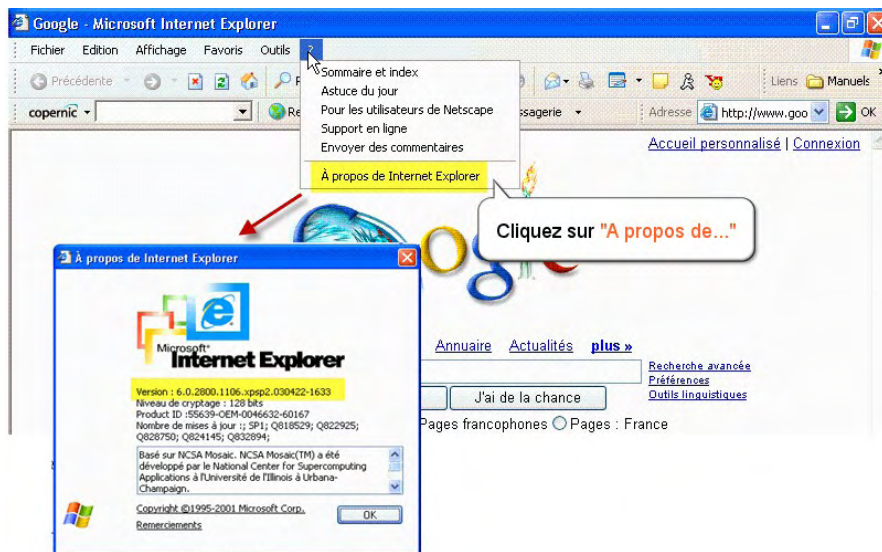 Google - Microsoft Internet Explorer
Fichier Edition Affichage Favoris Outils ?
Précédente
Liens Manuels
copernic
Adresse http://www.goo OK
Sommaire et index
Astuce du jour
Pour les utilisateurs de Netscape
Support en ligne
Envoyer des commentaires
À propos de Internet Explorer
Accueil personnalisé | Connexion
Cliquez sur "A propos de..."
À propos de Internet Explorer
Microsoft
Internet Explorer
Version : 6.0.2800.1106.xpsp2.030422-1633
Niveau de cryptage : 128 bits
Product ID :55639-OEM-0046632-60167
Nombre de mises à jour :; SP1; Q818529; Q822925;
Q828750; Q824145; Q832894;
Basé sur NCSA Mosaic. NCSA Mosaic(TM) a été
développé par le National Center for Supercomputing
Applications à l'Université de l'Illinois à Urbana-
Champaign.
Copyright ©1995-2001 Microsoft Corp.
Remerciements
OK
Annuaire Actualités plus »
Recherche avancée
Préférences
Outils linguistiques
J'ai de la chance
Pages francophones Pages : France